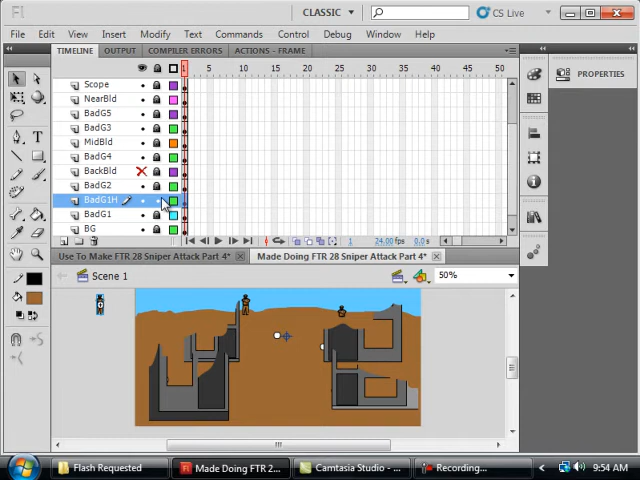 Fl
CLASSIC
CS Live
File Edit View Insert Modify Text Commands Control Debug Window Help
TIMELINE OUTPUT COMPILER ERRORS ACTIONS - FRAME
PROPERTIES
1 5 10 15 20 25 30 35 40 45 50
Scope
NearBld
BadG5
BadG3
MidBld
BadG4
BackBld
BadG2
BadG1H
BadG1
BG
1 24.00 fps 0.0 s
Use To Make FTR 28 Sniper Attack Part 4* Made Doing FTR 28 Sniper Attack Part 4*
Scene 1
50%
Flash Requested
Fl Made Doing FTR 2...
Camtasia Studio - ...
Recording...
9:54 AM